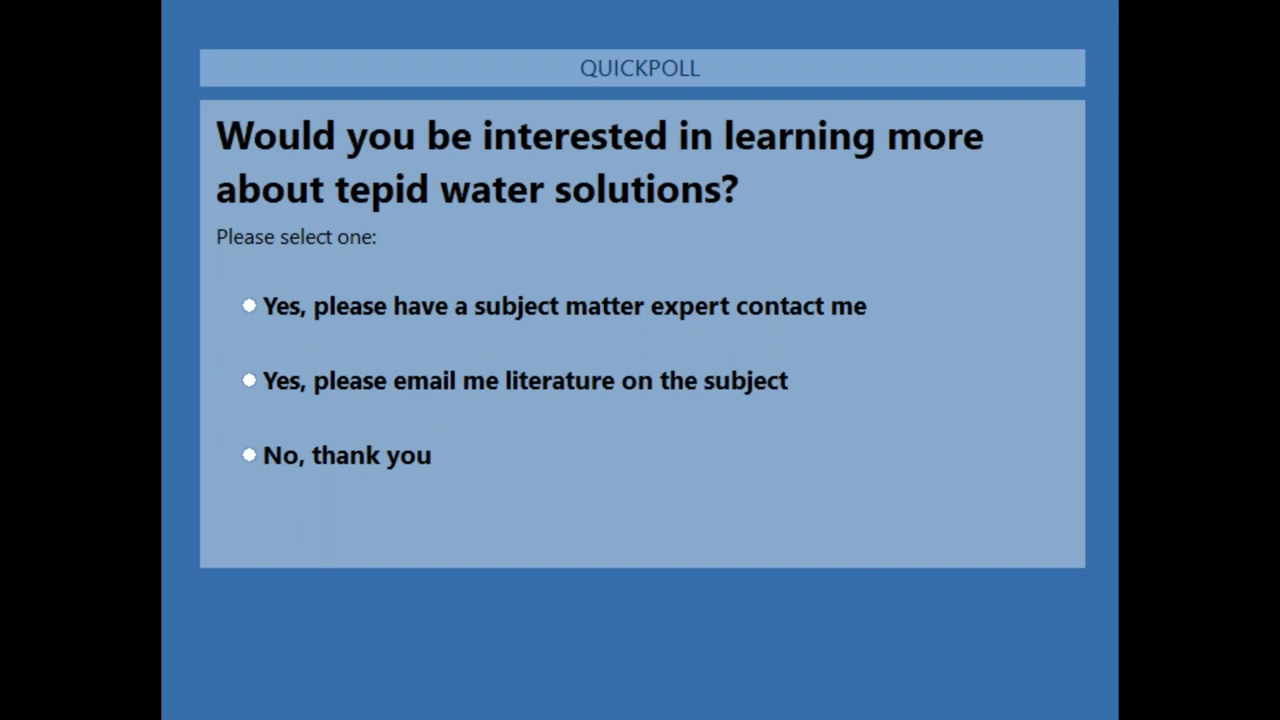 QUICKPOLL
Would you be interested in learning more
about tepid water solutions?
Please select one:
Yes, please have a subject matter expert contact me
Yes, please email me literature on the subject
No, thank you